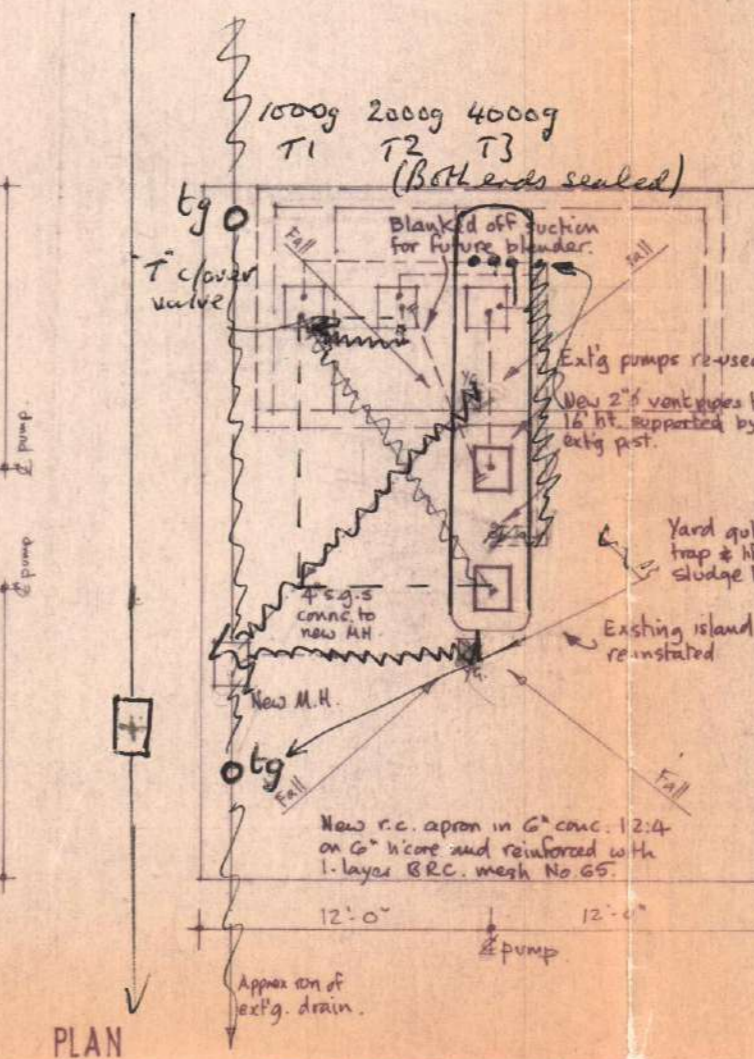 1000g 2000g 4000g
T1 T2 T3
(Both ends sealed)
tg
Fall
Blanked off suction
for future blender.
Fall
c/over
valve
Ext'g pumps re-used
New 2"ø vent pipes
16' ht. supported by
ext'g post.
Y.G.
Yard gul
trap &
sludge
4" s.g.s
connc. to
new MH.
Existing island
reinstated
Y.G.
New M.H.
tg
Fall
Fall
New r.c. apron in 6" conc. 1:2:4
on 6" h'core and reinforced with
1-layer BRC. mesh No. 65.
12'-0" 12'-0"
℄ pump
℄ pump
℄ pump
Approx run of
ext'g. drain.
PLAN